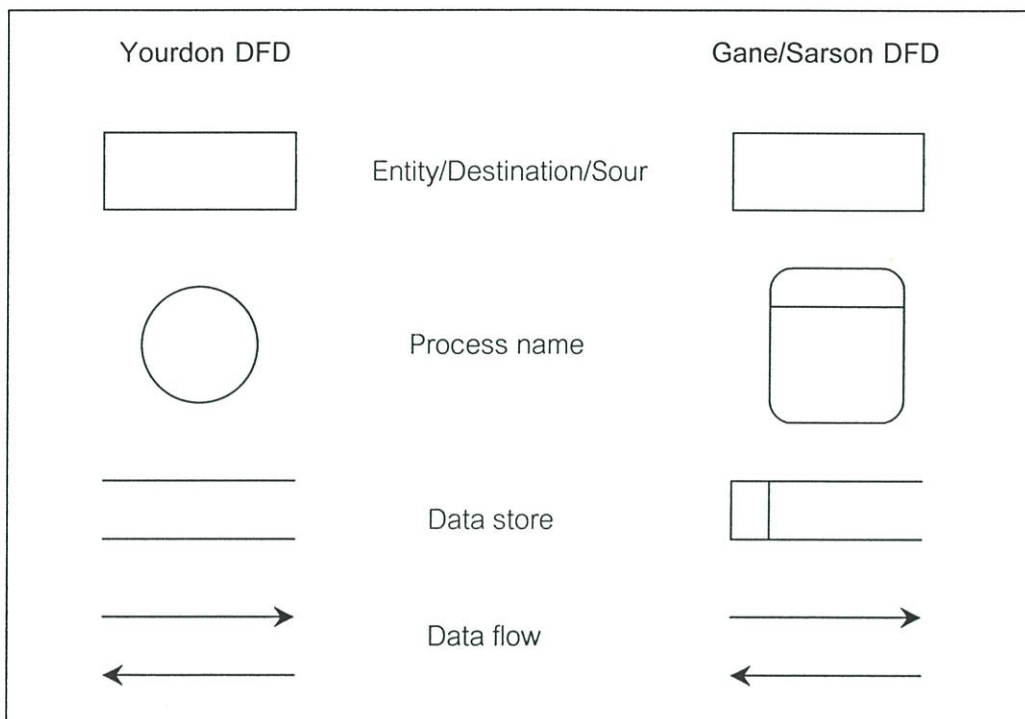 Yourdon DFD
Gane/Sarson DFD
Entity/Destination/Sour
Process name
Data store
Data flow